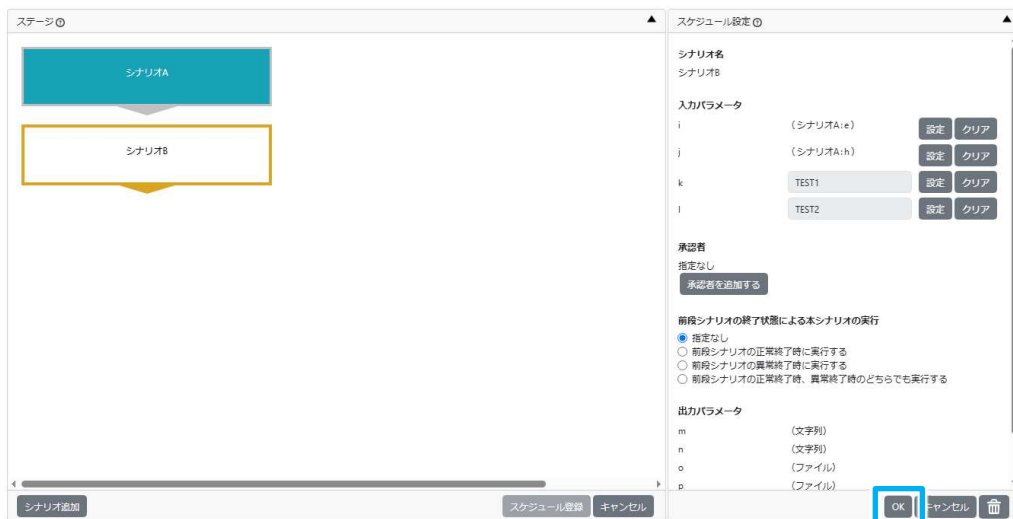 ステージ
シナリオA
シナリオB
シナリオ追加
スケジュール登録 キャンセル
スケジュール設定
シナリオ名
シナリオB
入力パラメータ
i (シナリオA:e) 設定 クリア
j (シナリオA:h) 設定 クリア
k TEST1 設定 クリア
l TEST2 設定 クリア
承認者
指定なし
承認者を追加する
前段シナリオの終了状態による本シナリオの実行
指定なし
前段シナリオの正常終了時に実行する
前段シナリオの異常終了時に実行する
前段シナリオの正常終了時、異常終了時のどちらでも実行する
出力パラメータ
m (文字列)
n (文字列)
o (ファイル)
p (ファイル)
OK キャンセル